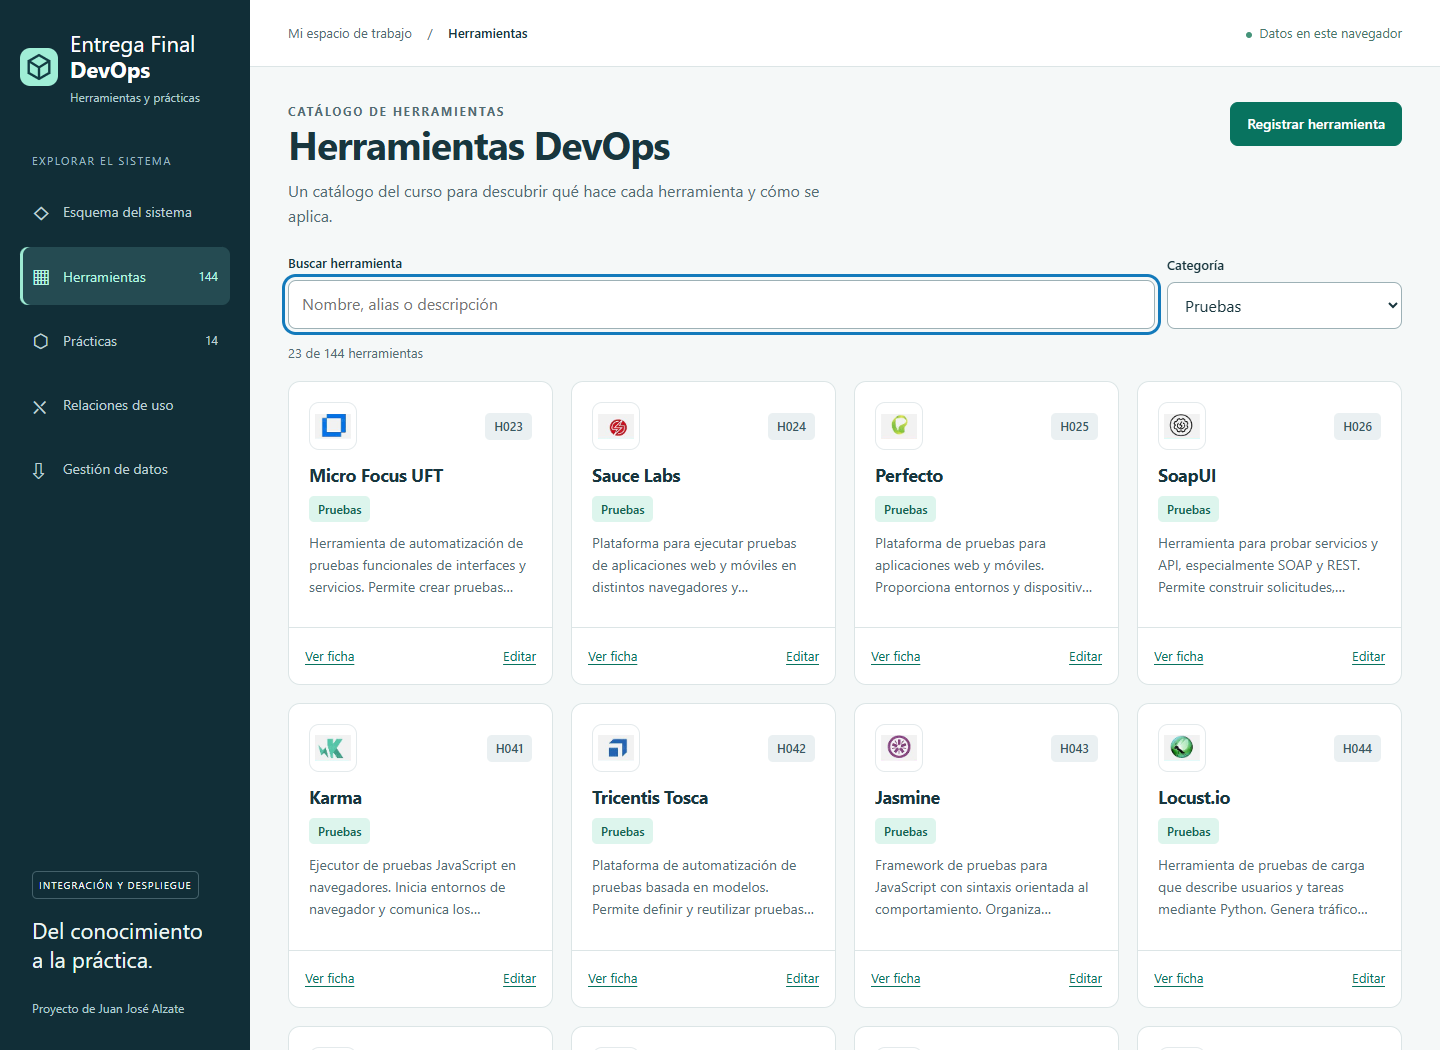 Entrega Final
DevOps
Herramientas y prácticas
EXPLORAR EL SISTEMA
Esquema del sistema
Herramientas 144
Prácticas 14
Relaciones de uso
Gestión de datos
INTEGRACIÓN Y DESPLIEGUE
Del conocimiento
a la práctica.
Proyecto de Juan José Alzate
Mi espacio de trabajo / Herramientas
Datos en este navegador
CATÁLOGO DE HERRAMIENTAS
Herramientas DevOps
Un catálogo del curso para descubrir qué hace cada herramienta y cómo se
aplica.
Registrar herramienta
Buscar herramienta
Nombre, alias o descripción
Categoría
Pruebas
23 de 144 herramientas
H023
Micro Focus UFT
Pruebas
Herramienta de automatización de
pruebas funcionales de interfaces y
servicios. Permite crear pruebas...
Ver ficha Editar
H024
Sauce Labs
Pruebas
Plataforma para ejecutar pruebas
de aplicaciones web y móviles en
distintos navegadores y...
Ver ficha Editar
H025
Perfecto
Pruebas
Plataforma de pruebas para
aplicaciones web y móviles.
Proporciona entornos y dispositiv...
Ver ficha Editar
H026
SoapUI
Pruebas
Herramienta para probar servicios y
API, especialmente SOAP y REST.
Permite construir solicitudes,...
Ver ficha Editar
H041
Karma
Pruebas
Ejecutor de pruebas JavaScript en
navegadores. Inicia entornos de
navegador y comunica los...
Ver ficha Editar
H042
Tricentis Tosca
Pruebas
Plataforma de automatización de
pruebas basada en modelos.
Permite definir y reutilizar pruebas...
Ver ficha Editar
H043
Jasmine
Pruebas
Framework de pruebas para
JavaScript con sintaxis orientada al
comportamiento. Organiza...
Ver ficha Editar
H044
Locust.io
Pruebas
Herramienta de pruebas de carga
que describe usuarios y tareas
mediante Python. Genera tráfico...
Ver ficha Editar